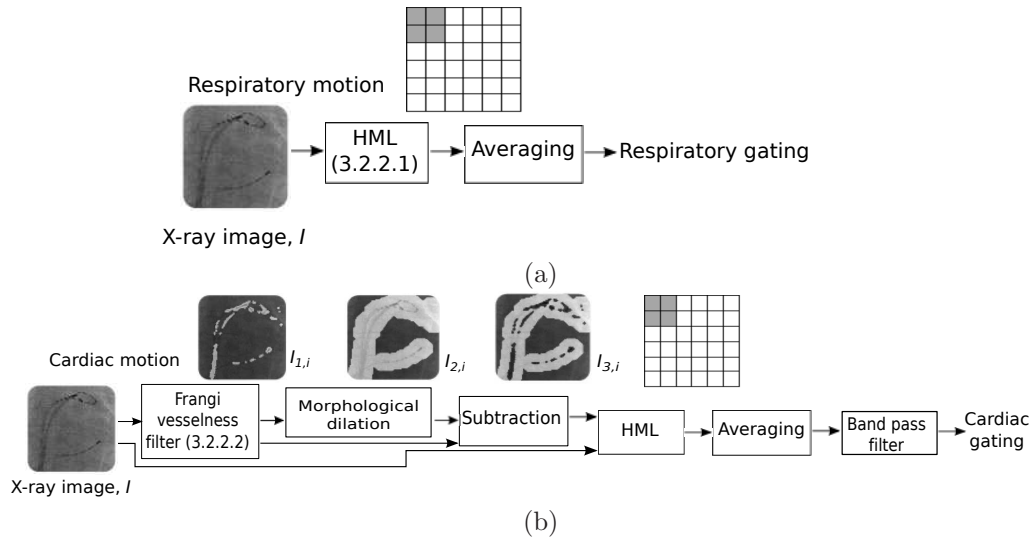 Respiratory motion
HML
(3.2.2.1)
Averaging
Respiratory gating
X-ray image, I
(a)
Cardiac motion
I1,i
I2,i
I3,i
Frangi
vesselness
filter (3.2.2.2)
Morphological
dilation
Subtraction
HML
Averaging
Band pass
filter
Cardiac
gating
X-ray image, I
(b)